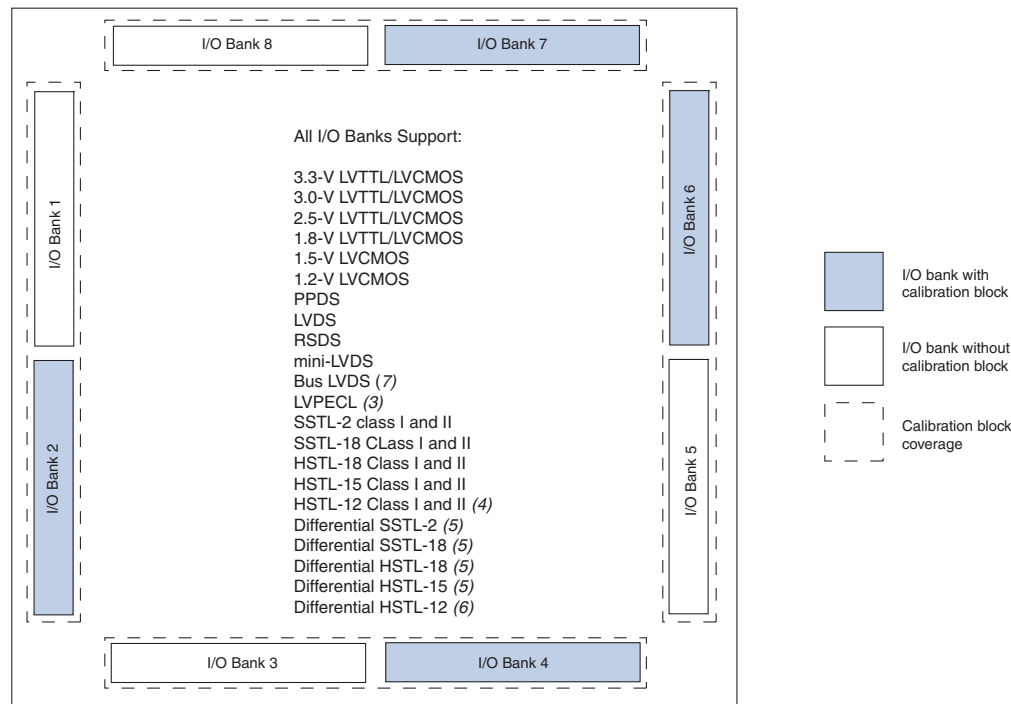 I/O Bank 8
I/O Bank 7
I/O Bank 1
I/O Bank 2
All I/O Banks Support:
3.3-V LVTTL/LVCMOS
3.0-V LVTTL/LVCMOS
2.5-V LVTTL/LVCMOS
1.8-V LVTTL/LVCMOS
1.5-V LVCMOS
1.2-V LVCMOS
PPDS
LVDS
RSDS
mini-LVDS
Bus LVDS (7)
LVPECL (3)
SSTL-2 class I and II
SSTL-18 CLass I and II
HSTL-18 Class I and II
HSTL-15 Class I and II
HSTL-12 Class I and II (4)
Differential SSTL-2 (5)
Differential SSTL-18 (5)
Differential HSTL-18 (5)
Differential HSTL-15 (5)
Differential HSTL-12 (6)
I/O Bank 6
I/O Bank 5
I/O Bank 3
I/O Bank 4
I/O bank with
calibration block
I/O bank without
calibration block
Calibration block
coverage